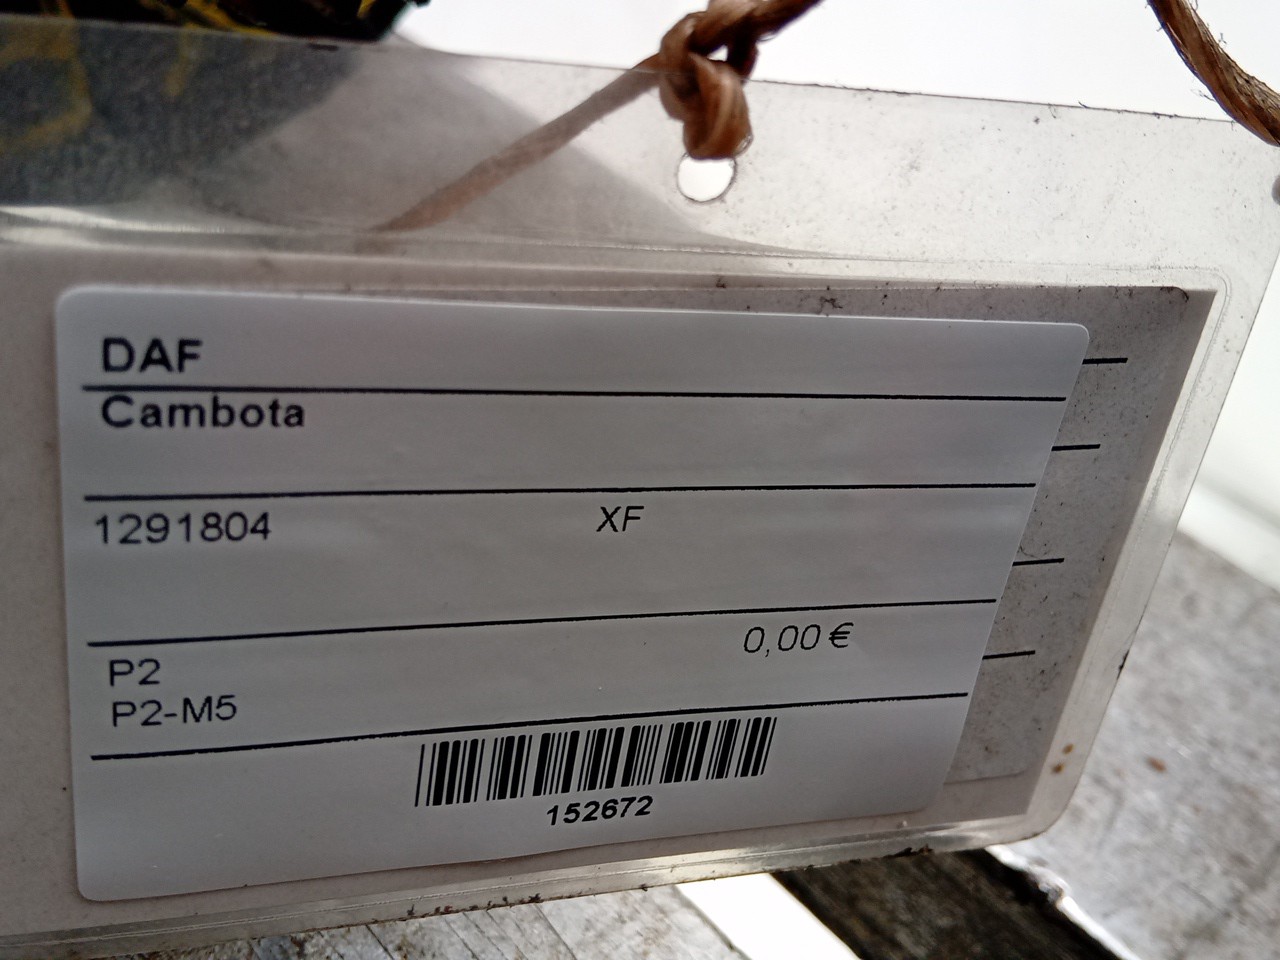 DAF
Cambota
1291804 XF
0,00 €
P2
P2-M5
152672